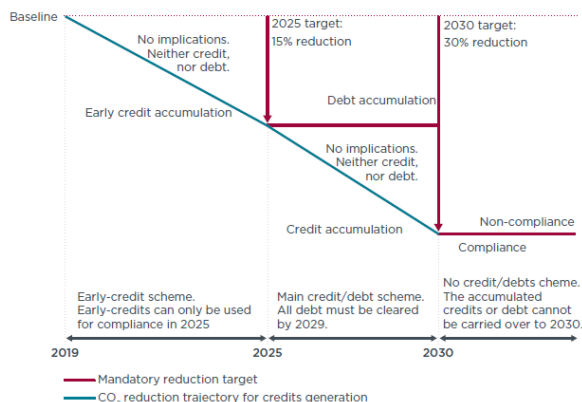 Baseline
2025 target:
15% reduction
2030 target:
30% reduction
No implications.
Neither credit,
nor debt.
Early credit accumulation
Debt accumulation
No implications.
Neither credit,
nor debt.
Credit accumulation
Non-compliance
Compliance
Early-credit scheme.
Early-credits can only be used
for compliance in 2025
Main credit/debt scheme.
All debt must be cleared
by 2029.
No credit/debts cheme.
The accumulated
credits or debt cannot
be carried over to 2030.
2019
2025
2030
Mandatory reduction target
CO₂ reduction trajectory for credits generation